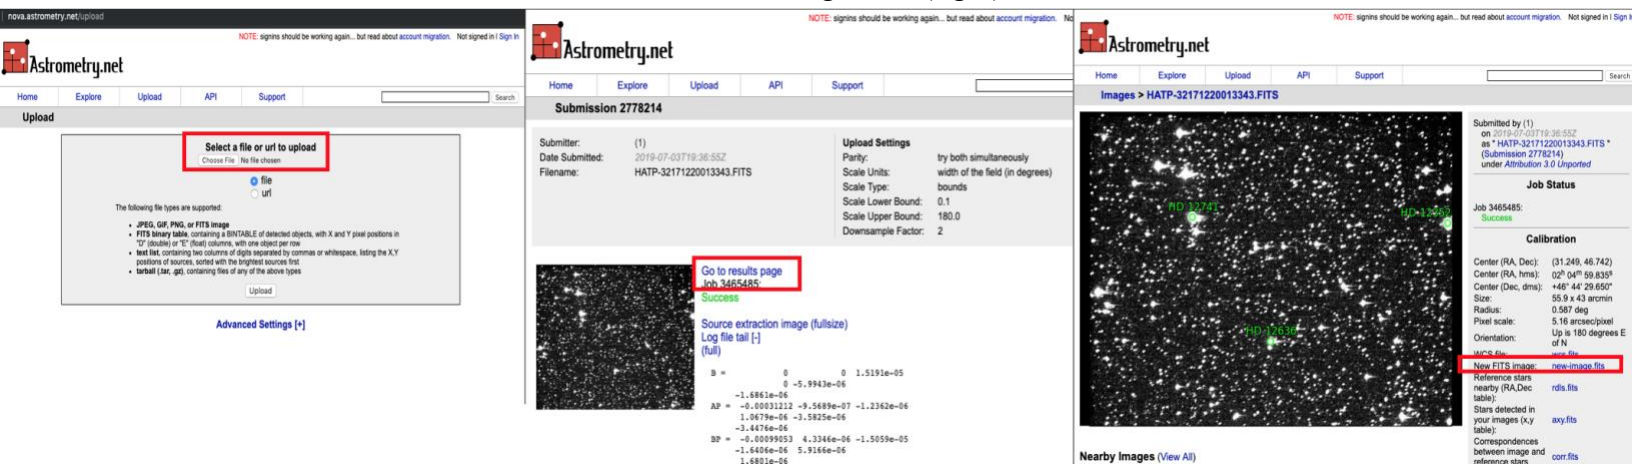 nova.astrometry.net/upload
NOTE: signins should be working again... but read about account migration. Not signed in | Sign In
Astrometry.net
Home Explore Upload API Support Search
Upload
Select a file or url to upload
Choose File No file chosen
file
url
The following file types are supported:
• JPEG, GIF, PNG, or FITS image
• FITS binary table, containing a BINTABLE of detected objects, with X and Y pixel positions in
"D" (double) or "E" (float) columns, with one object per row
• text list, containing two columns of digits separated by commas or whitespace, listing the X,Y
positions of sources, sorted with the brightest sources first
• tarball (.tar, .gz), containing files of any of the above types
Upload
Advanced Settings [+]
NOTE: signins should be working again... but read about account migration. No
Astrometry.net
Home Explore Upload API Support
Submission 2778214
Submitter: (1)
Date Submitted: 2019-07-03T19:36:55Z
Filename: HATP-32171220013343.FITS
Upload Settings
Parity: try both simultaneously
Scale Units: width of the field (in degrees)
Scale Type: bounds
Scale Lower Bound: 0.1
Scale Upper Bound: 180.0
Downsample Factor: 2
Go to results page
Job 3465485:
Success
Source extraction image (fullsize)
Log file tail [-]
(full)
B = 0 0 1.5191e-05
0 -5.9943e-06
-1.6861e-06
AP = -0.00031212 -9.5689e-07 -1.2362e-06
1.0679e-06 -3.5825e-06
-3.4476e-06
BP = -0.00099053 4.3346e-06 -1.5059e-05
-1.6406e-06 5.9166e-06
1.6801e-06
NOTE: signins should be working again... but read about account migration. Not signed in | Sign I
Astrometry.net
Home Explore Upload API Support Search
Images > HATP-32171220013343.FITS
HD 12741
HD 12636
Submitted by (1)
on 2019-07-03T19:36:55Z
as " HATP-32171220013343.FITS "
(Submission 2778214)
under Attribution 3.0 Unported
Job Status
Job 3465485:
Success
Calibration
Center (RA, Dec): (31.249, 46.742)
Center (RA, hms): 02h 04m 59.835s
Center (Dec, dms): +46° 44' 29.650"
Size: 55.9 x 43 arcmin
Radius: 0.587 deg
Pixel scale: 5.16 arcsec/pixel
Orientation: Up is 180 degrees E
of N
WCS file: wcs.fits
New FITS image: new-image.fits
Reference stars
nearby (RA,Dec rdls.fits
table):
Stars detected in
your images (x,y axy.fits
table):
Correspondences
between image and corr.fits
reference stars
Nearby Images (View All)